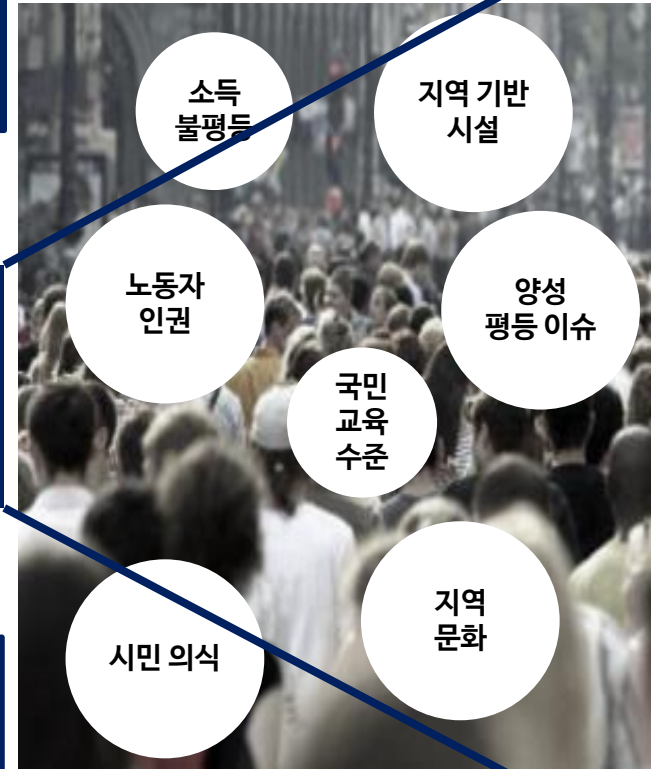 소득
불평등
지역 기반
시설
노동자
인권
양성
평등 이슈
국민
교육
수준
지역
문화
시민 의식